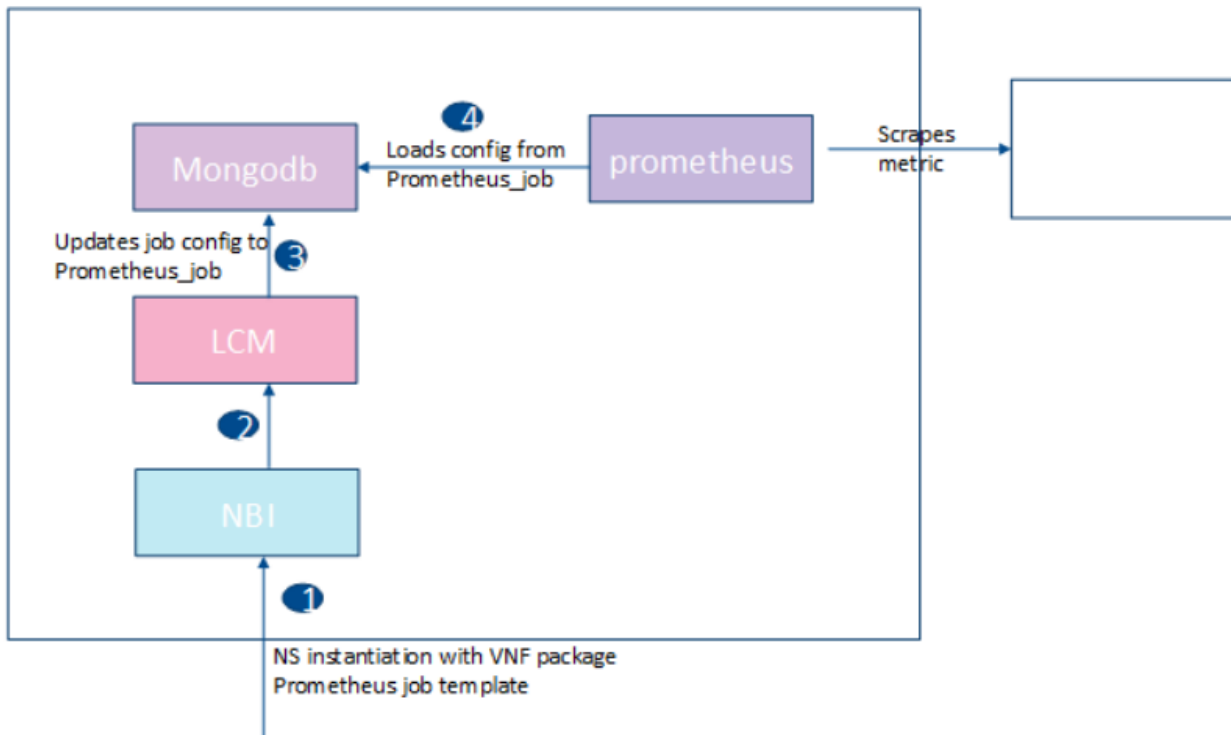 4
Mongodb
Loads config from
Prometheus_job
prometheus
Scrapes
metric
Updates job config to
Prometheus_job
3
LCM
2
NBI
1
NS instantiation with VNF package
Prometheus job template